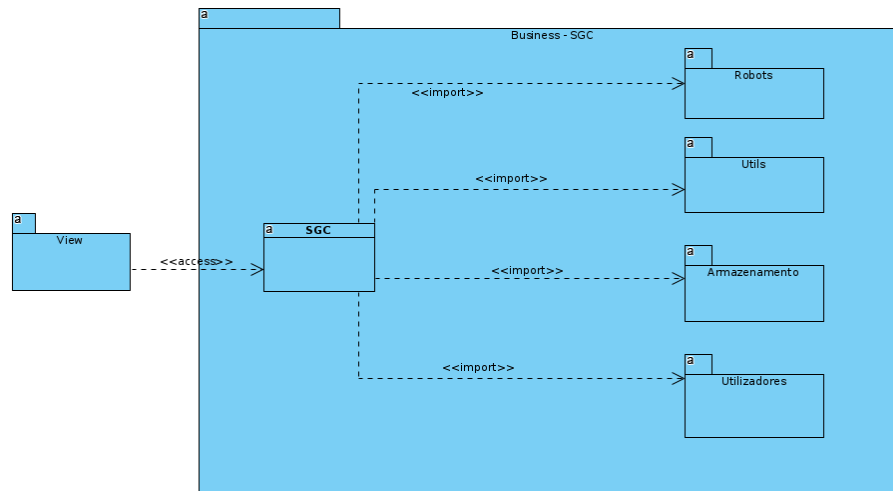 a
Business - SGC
a
Robots
<<import>>
a
Utils
<<import>>
a
View
<<access>>
a
SGC
a
Armazenamento
<<import>>
a
Utilizadores
<<import>>